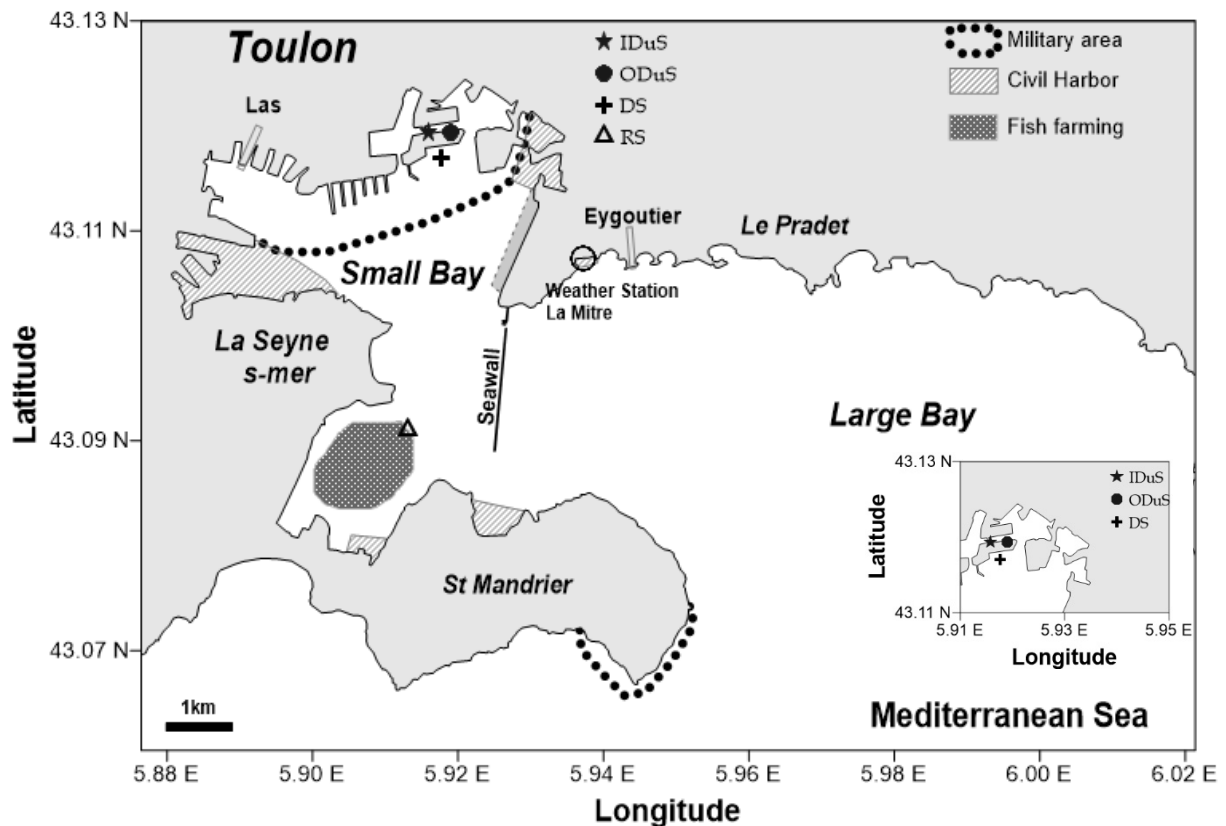 43.13 N
43.11 N
43.09 N
43.07 N
Latitude
Toulon
Las
IDuS
ODuS
DS
RS
Military area
Civil Harbor
Fish farming
Eygoutier
Le Pradet
Small Bay
Weather Station
La Mitre
La Seyne
s-mer
Seawall
Large Bay
St Mandrier
43.13 N
43.11 N
Latitude
IDuS
ODuS
DS
5.91 E
5.93 E
5.95 E
Longitude
1km
Mediterranean Sea
5.88 E
5.90 E
5.92 E
5.94 E
5.96 E
5.98 E
6.00 E
6.02 E
Longitude